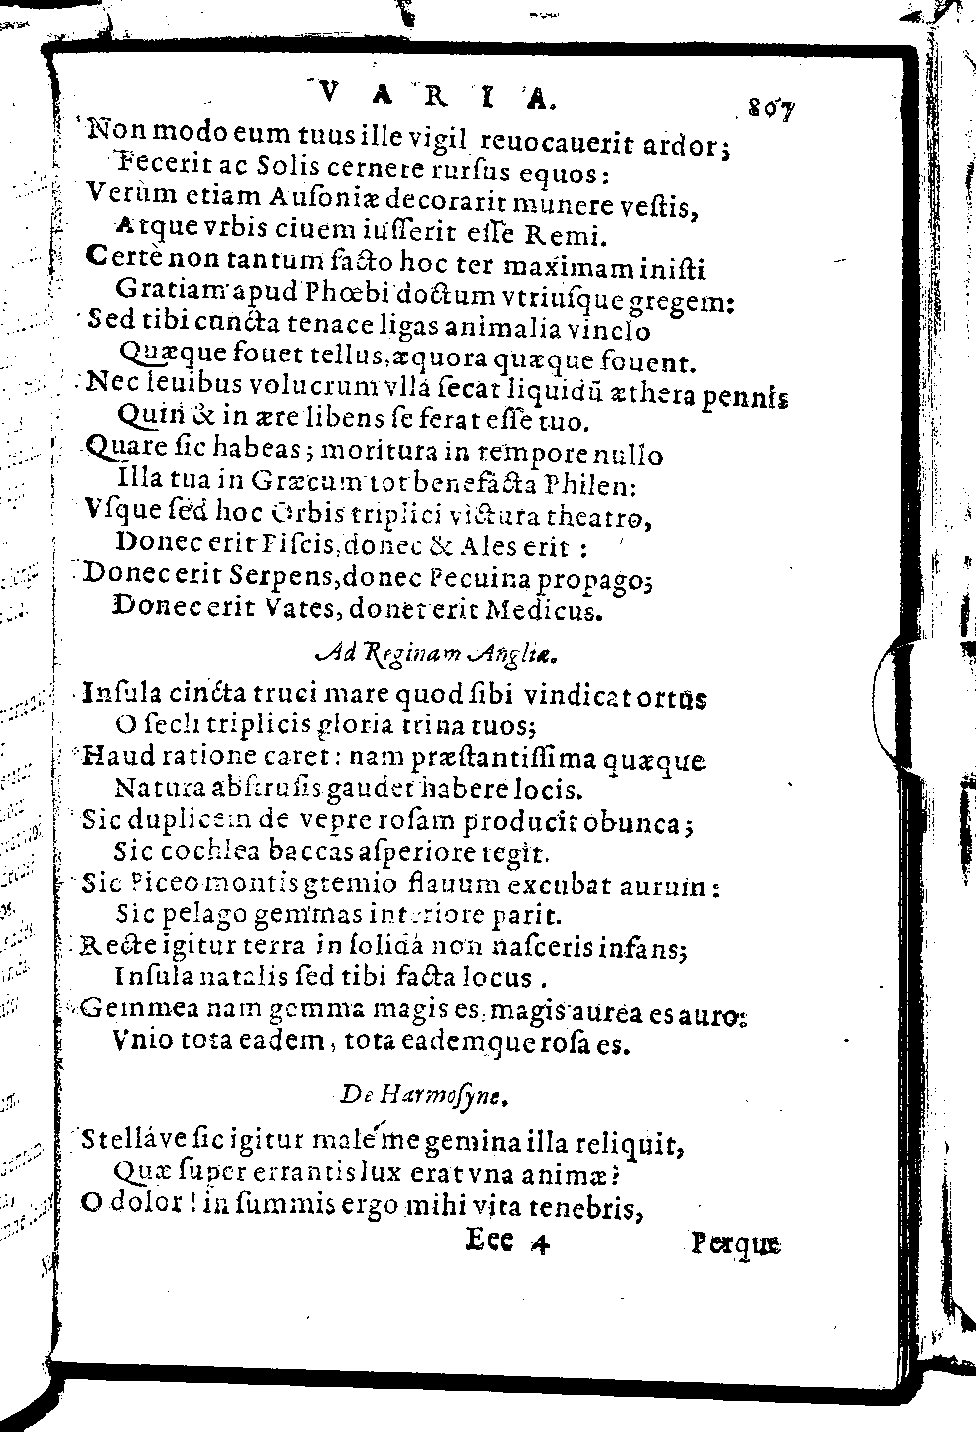 VARIA. 807
Non modo eum tuus ille vigil reuocauerit ardor;
Fecerit ac Solis cernere rurſus equos:
Verùm etiam Auſoniæ decorarit munere veſtis,
Atque vrbis ciuem iuſſerit eſſe Remi.
Certè non tantum facto hoc ter maximam iniſti
Gratiam apud Phœbi doctum vtriuſque gregem:
Sed tibi cuncta tenace ligas animalia vinclo
Quæque fouet tellus, æquora quæque fouent.
Nec leuibus volucrum vlla ſecat liquidū æthera pennis
Quin & in ære libens ſe ferat eſſe tuo.
Quare ſic habeas; moritura in tempore nullo
Illa tua in Græcum tot benefacta Philen:
Vſque ſed hoc Orbis triplici victura theatro,
Donec erit Piſcis, donec & Ales erit:
Donec erit Serpens, donec Pecuina propago;
Donec erit Vates, donec erit Medicus.
Ad Reginam Angliæ.
Inſula cincta truci mare quod ſibi vindicat ortus
O ſecli triplicis gloria trina tuos;
Haud ratione caret: nam præſtantiſſima quæque
Natura abſtruſis gaudet habere locis.
Sic duplicem de vepre roſam producit obunca;
Sic cochlea baccas aſperiore tegit.
Sic Piceo montis gremio flauum excubat aurum:
Sic pelago gemmas interiore parit.
Recte igitur terra in ſolidâ non naſceris infans;
Inſula natalis ſed tibi facta locus.
Gemmea nam gemma magis es, magis aurea es auro:
Vnio tota eadem, tota eademque roſa es.
De Harmoſyne.
Stellâve ſic igitur male me gemina illa reliquit,
Quæ ſuper errantis lux erat vna animæ?
O dolor! in ſummis ergo mihi vita tenebris,
Eee 4 Perque